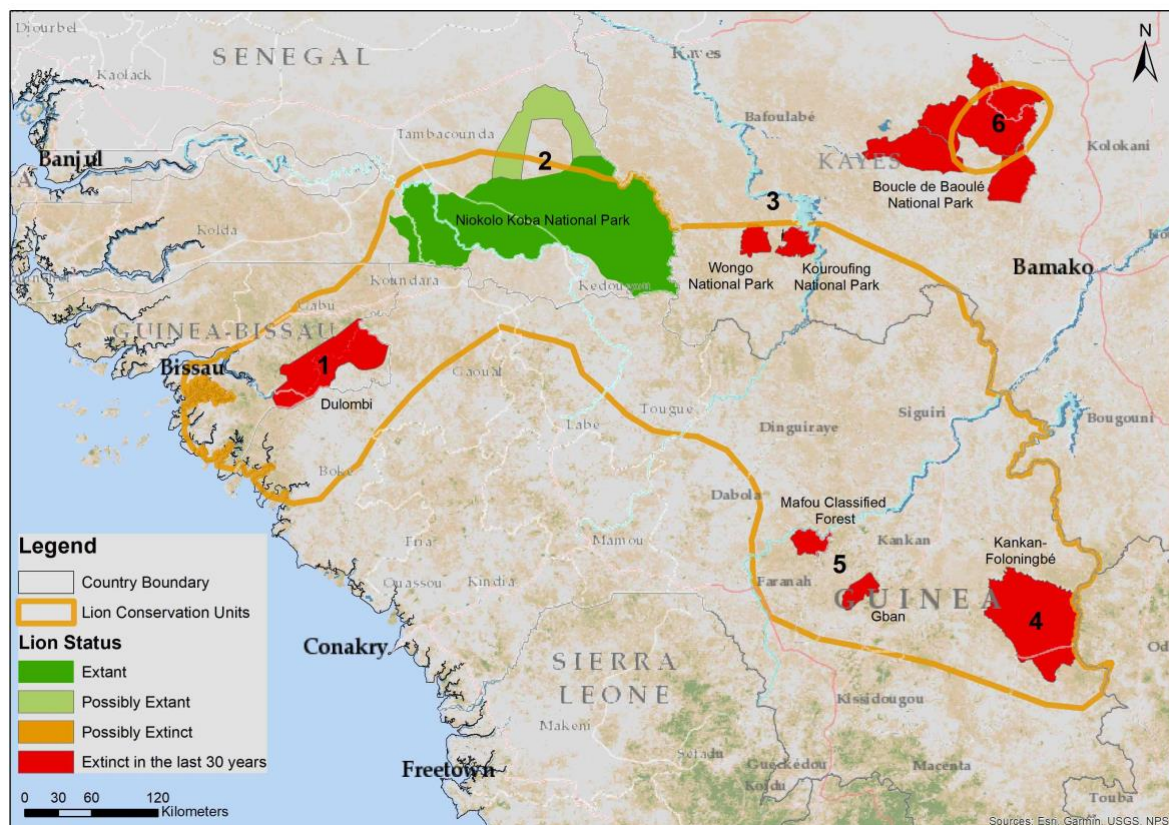 Diourbel
SENEGAL
Kayes
N
Kaolack
Bafoulabé
6
Tambacounda
Kolokani
Banjul
2
KAYES
Boucle de Baoulé
National Park
3
Niokolo Koba National Park
Kolda
Wongo
National Park
Kouroufing
National Park
Bamako
Koundara
Kedougou
Gabu
GUINEA-BISSAU
Bissau
1
Gaoual
Dulombi
Siguiri
Bougouni
Tougue
Labe
Dinguiraye
Boke
Dabola
Mafou Classified
Forest
Kankan
Kankan-
Foloningbé
Legend
Country Boundary
Lion Conservation Units
Lion Status
Extant
Possibly Extant
Possibly Extinct
Extinct in the last 30 years
0 30 60 120
Kilometers
Fria
Mamou
5
Faranah
Ouassou
Kindia
GUINEA
Gban
4
Conakry
SIERRA
LEONE
Kissidougou
Makeni
Sefadu
Macenta
Freetown
Gueckédou
Koidu
Touba
Sources: Esri, Garmin, USGS, NPS